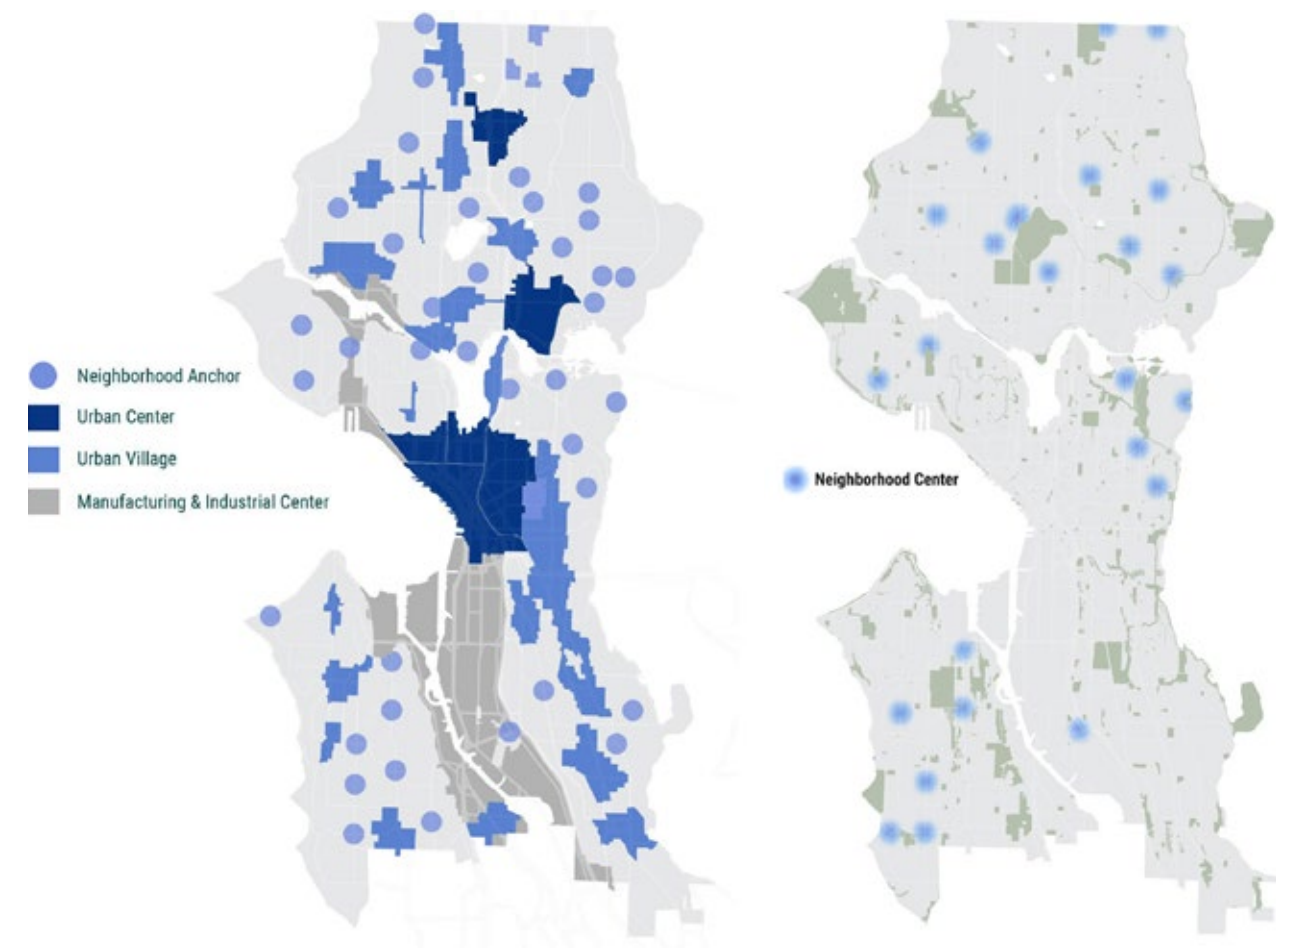 Neighborhood Anchor
Urban Center
Urban Village
Manufacturing & Industrial Center
Neighborhood Center